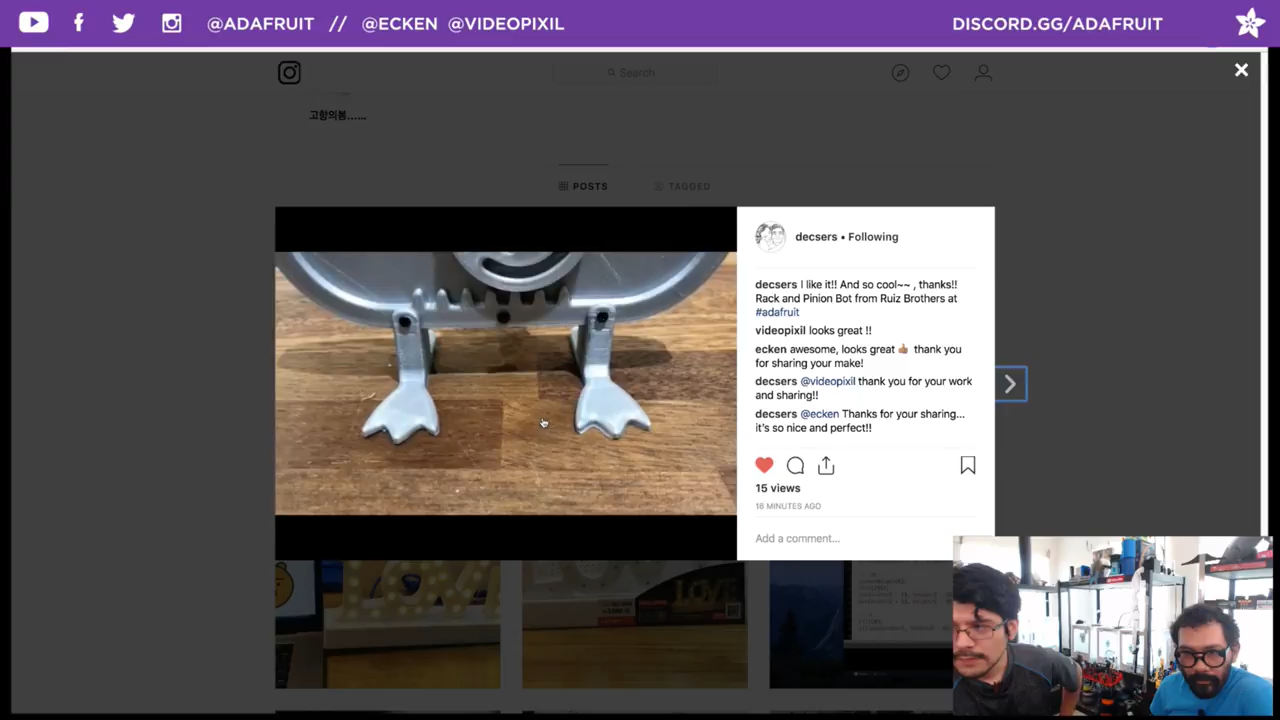 @ADAFRUIT // @ECKEN @VIDEOPIXIL
DISCORD.GG/ADAFRUIT
Search
고향의봄......
POSTS
TAGGED
decsers • Following
decsers I like it!! And so cool~~ , thanks!!
Rack and Pinion Bot from Ruiz Brothers at
#adafruit
videopixil looks great !!
ecken awesome, looks great 👍 thank you
for sharing your make!
decsers @videopixil thank you for your work
and sharing!!
decsers @ecken Thanks for your sharing...
it's so nice and perfect!!
15 views
18 MINUTES AGO
Add a comment...
LOVE